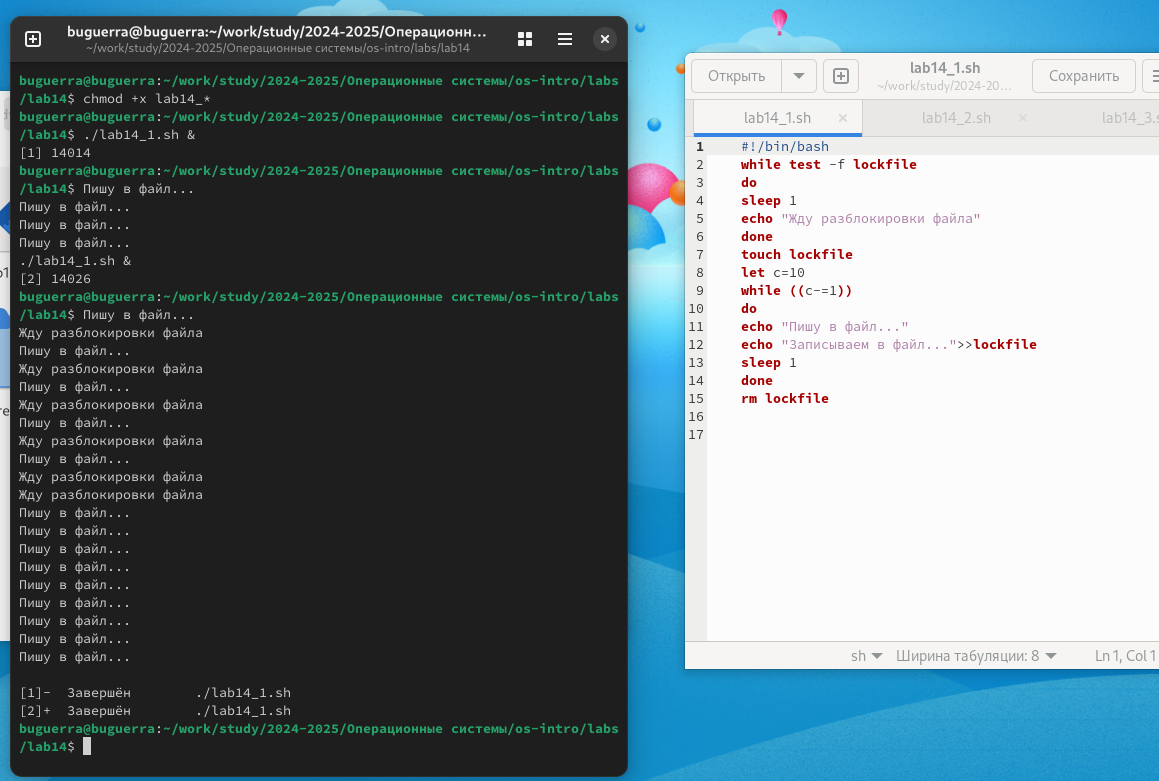 buguerra@buguerra:~/work/study/2024-2025/Операционн...
~/work/study/2024-2025/Операционные системы/os-intro/labs/lab14
buguerra@buguerra:~/work/study/2024-2025/Операционные системы/os-intro/labs
/lab14$ chmod +x lab14_*
buguerra@buguerra:~/work/study/2024-2025/Операционные системы/os-intro/labs
/lab14$ ./lab14_1.sh &
[1] 14014
buguerra@buguerra:~/work/study/2024-2025/Операционные системы/os-intro/labs
/lab14$ Пишу в файл...
Пишу в файл...
Пишу в файл...
Пишу в файл...
./lab14_1.sh &
[2] 14026
buguerra@buguerra:~/work/study/2024-2025/Операционные системы/os-intro/labs
/lab14$ Пишу в файл...
Жду разблокировки файла
Пишу в файл...
Жду разблокировки файла
Пишу в файл...
Жду разблокировки файла
Пишу в файл...
Жду разблокировки файла
Пишу в файл...
Жду разблокировки файла
Жду разблокировки файла
Пишу в файл...
Пишу в файл...
Пишу в файл...
Пишу в файл...
Пишу в файл...
Пишу в файл...
Пишу в файл...
Пишу в файл...
Пишу в файл...
[1]-  Завершён        ./lab14_1.sh
[2]+  Завершён        ./lab14_1.sh
buguerra@buguerra:~/work/study/2024-2025/Операционные системы/os-intro/labs
/lab14$
Открыть
lab14_1.sh
~/work/study/2024-20...
Сохранить
lab14_1.sh × lab14_2.sh × lab14_3.s
1 #!/bin/bash
2 while test -f lockfile
3 do
4 sleep 1
5 echo "Жду разблокировки файла"
6 done
7 touch lockfile
8 let c=10
9 while ((c-=1))
10 do
11 echo "Пишу в файл..."
12 echo "Записываем в файл...">>lockfile
13 sleep 1
14 done
15 rm lockfile
16
17
sh Ширина табуляции: 8 Ln 1, Col 1